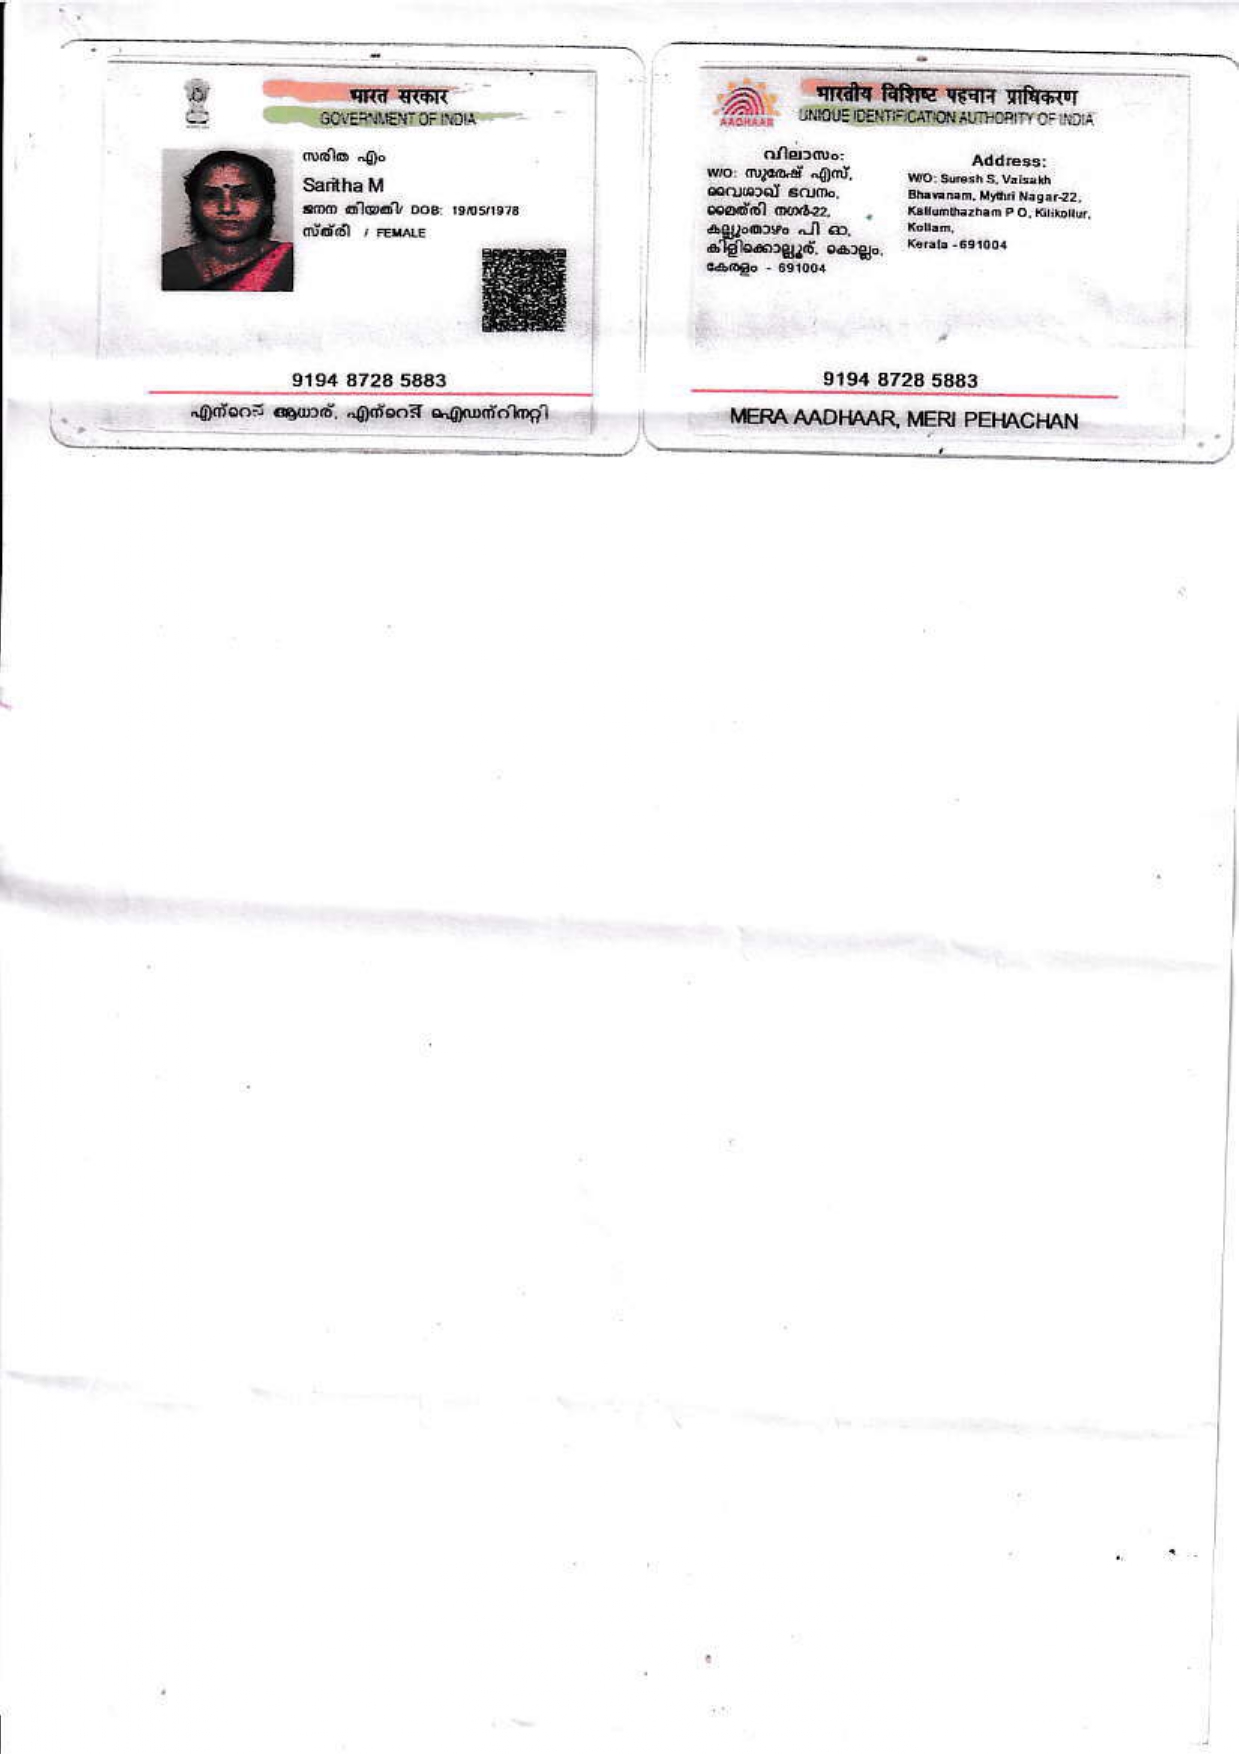 भारत सरकार
GOVERNMENT OF INDIA
സരിത എം
Saritha M
ജനന തിയതി/ DOB: 19/05/1978
സ്ത്രീ / FEMALE
9194 8728 5883
എന്റെ ആധാര്, എന്റെ ഐഡന്റിറ്റി
भारतीय विशिष्ट पहचान प्राधिकरण
UNIQUE IDENTIFICATION AUTHORITY OF INDIA
AADHAAR
വിലാസം:
W/O: സുരേഷ് എസ്,
വൈശാഖ് ഭവനം,
മൈത്രി നഗർ-22,
കല്ലുംതാഴം പി ഓ,
കിളിക്കൊല്ലൂർ, കൊല്ലം,
കേരളം - 691004
Address:
W/O: Suresh S, Vaisakh
Bhavanam, Mythri Nagar-22,
Kallumthazham P O, Kilikollur,
Kollam,
Kerala - 691004
9194 8728 5883
MERA AADHAAR, MERI PEHACHAN